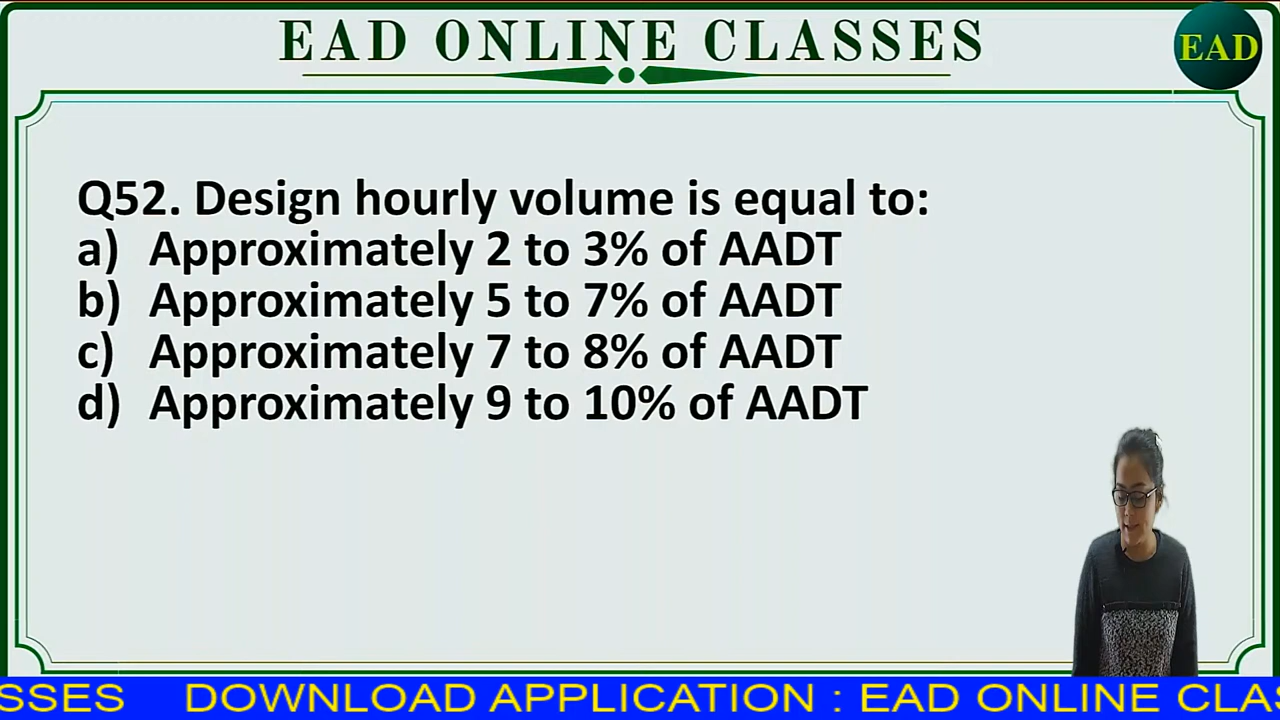 EAD ONLINE CLASSES
EAD
Q52. Design hourly volume is equal to:
a) Approximately 2 to 3% of AADT
b) Approximately 5 to 7% of AADT
c) Approximately 7 to 8% of AADT
d) Approximately 9 to 10% of AADT
SSES DOWNLOAD APPLICATION : EAD ONLINE CLAS